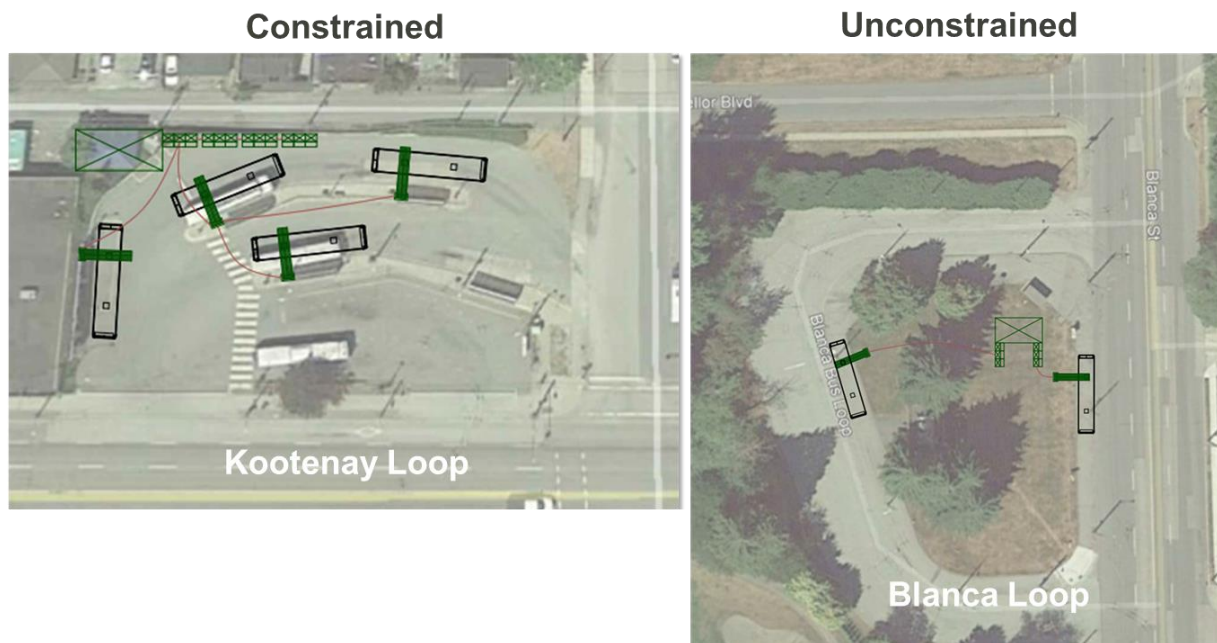 Constrained
Unconstrained
Kootenay Loop
ellor Blvd
Blanca St
Blanca Bus Loop
Blanca Loop